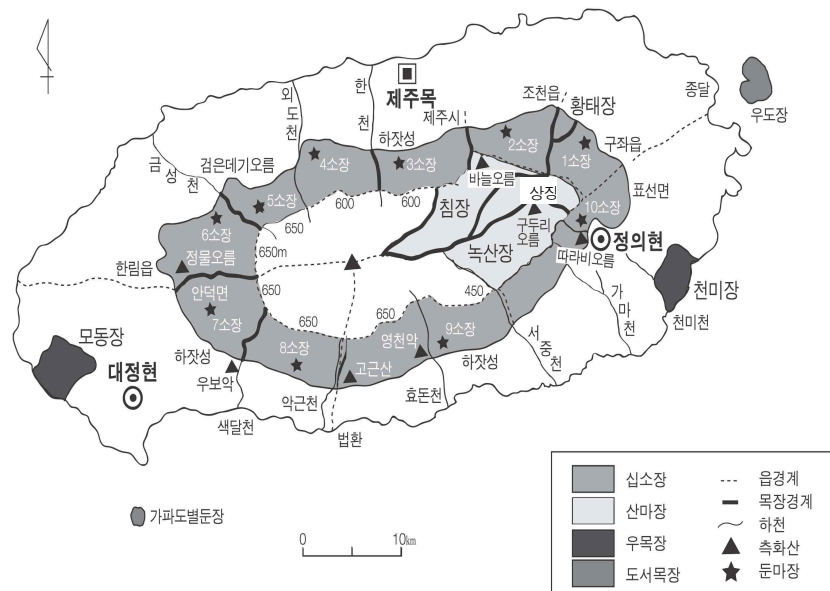 제주목
외도천
한천
제주시
조천읍
황태장
종달
우도장
금성천
검은데기오름
4소장
하잣성
3소장
2소장
1소장
구좌읍
바늘오름
표선면
5소장
600
600
침장
상징
10소장
6소장
650
650m
구두리
오름
정의현
정물오름
녹산장
따라비오름
한림읍
안덕면
650
450
천미장
7소장
650
650
가마천
천미천
모동장
영천악
9소장
서중천
하잣성
8소장
하잣성
대정현
우보악
고근산
색달천
악근천
효돈천
법환
가파도별둔장
0
10km
십소장
산마장
우목장
도서목장
읍경계
목장경계
하천
측화산
둔마장